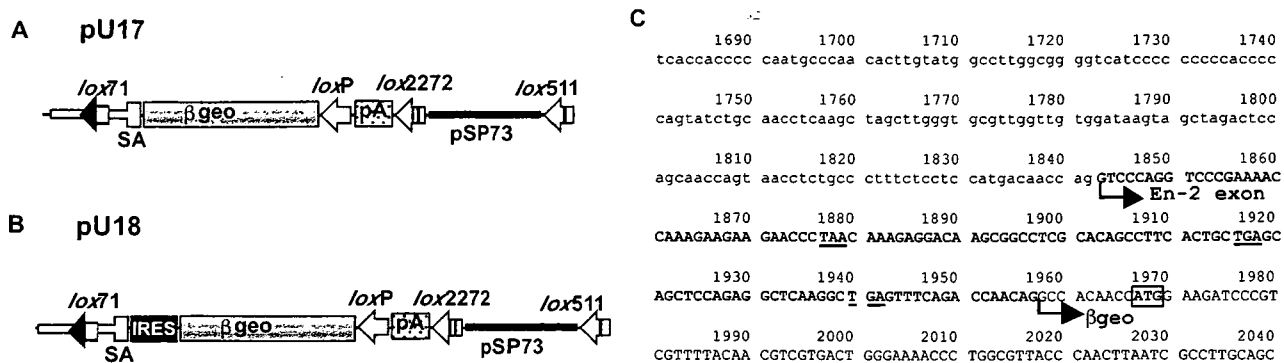 A pU17
lox71
SA
βgeo
loxP
pA
lox2272
pSP73
lox511
B pU18
lox71
SA
IRES
βgeo
loxP
pA
lox2272
pSP73
lox511
C
1690 1700 1710 1720 1730 1740
tcaccacccc caatgcccaa cacttgtatg gccttggcgg ggtcatcccc cccccacccc
1750 1760 1770 1780 1790 1800
cagtatctgc aacctcaagc tagcttgggt gcgttggttg tggataagta gctagactcc
1810 1820 1830 1840 1850 1860
agcaaccagt aacctctgcc ctttctcctc catgacaacc agGTCCCAGG TCCCGAAAAC
En-2 exon
1870 1880 1890 1900 1910 1920
CAAAGAAGAA GAACCCTAAC AAAGAGGACA AGCGGCCTCG CACAGCCTTC ACTGCTGAGC
1930 1940 1950 1960 1970 1980
AGCTCCAGAG GCTCAAGGCT GAGTTTCAGA CCAACAGGCC ACAACCATGG AAGATCCCGT
βgeo
1990 2000 2010 2020 2030 2040
CGTTTTACAA CGTCGTGACT GGGAAAACCC TGGCGTTACC CAACTTAATC GCCTTGGAGC